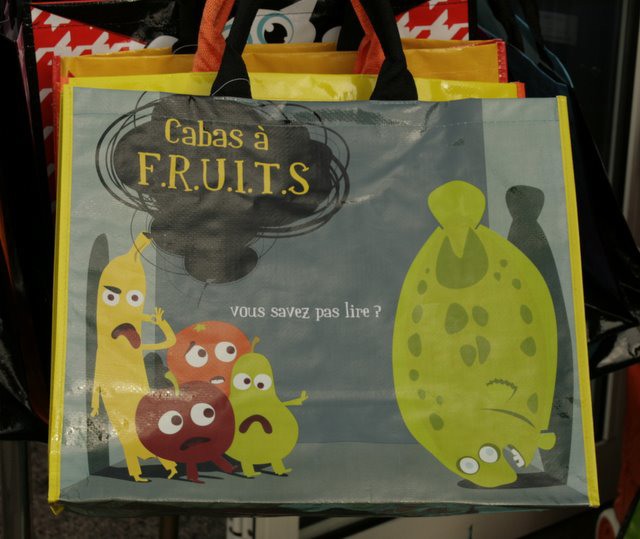 Cabas à
F.R.U.I.T.S
vous savez pas lire ?